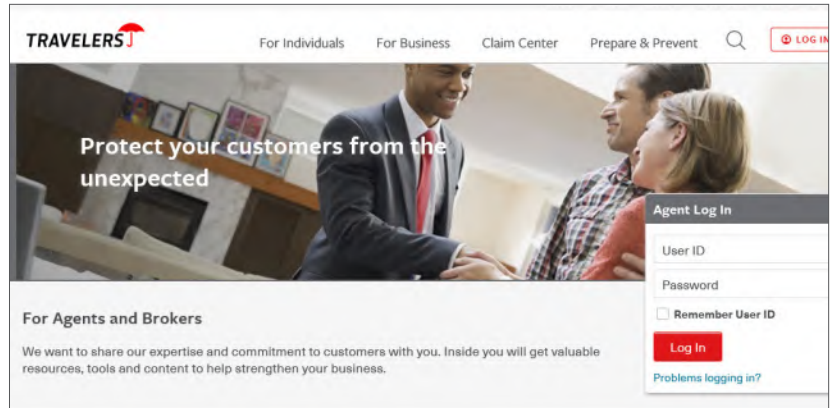 TRAVELERS
For Individuals For Business Claim Center Prepare & Prevent LOG IN
Protect your customers from the
unexpected
Agent Log In
User ID
Password
Remember User ID
Log In
Problems logging in?
For Agents and Brokers
We want to share our expertise and commitment to customers with you. Inside you will get valuable
resources, tools and content to help strengthen your business.